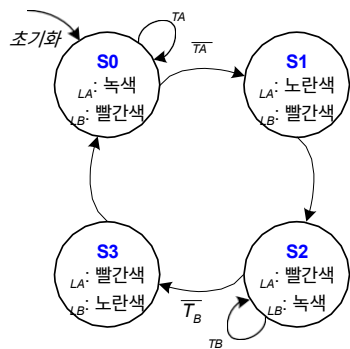 초기화
TA
S0
LA: 녹색
LB: 빨간색
T̅A̅
S1
LA: 노란색
LB: 빨간색
S3
LA: 빨간색
LB: 노란색
T̅B̅
S2
LA: 빨간색
LB: 녹색
TB